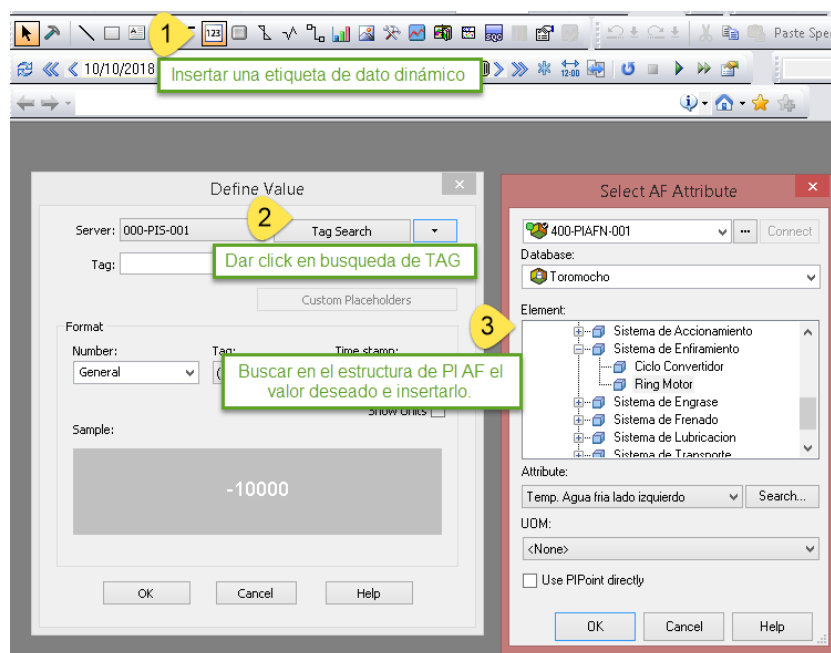 1
123
A
Paste Spe
10/10/2018
Insertar una etiqueta de dato dinámico
12:00
Define Value
Server: 000-PIS-001
2
Tag Search
Tag:
Dar click en busqueda de TAG
Custom Placeholders
Format
Number:
Tag:
Time stamp:
General
Buscar en el estructura de PI AF el
valor deseado e insertarlo.
Show Units
Sample:
-10000
OK
Cancel
Help
Select AF Attribute
400-PIAFN-001
...
Connect
Database:
Toromocho
Element:
3
Sistema de Accionamiento
Sistema de Enfiramiento
Ciclo Convertidor
Ring Motor
Sistema de Engrase
Sistema de Frenado
Sistema de Lubricacion
Sistema de Transporte
Attribute:
Temp. Agua fria lado izquierdo
Search...
UOM:
<None>
Use PIPoint directly
OK
Cancel
Help